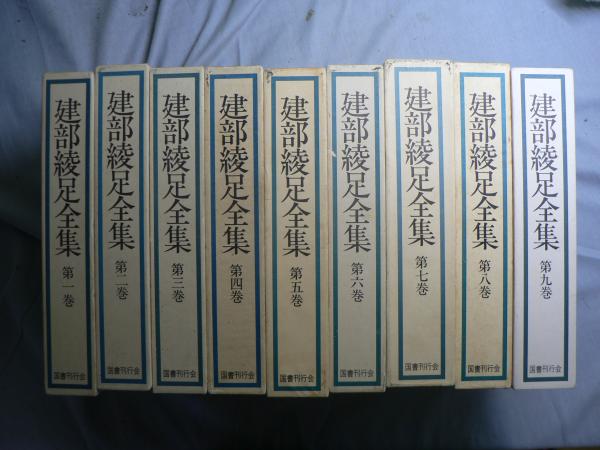 建部綾足全集 第一巻
国書刊行会
建部綾足全集 第二巻
国書刊行会
建部綾足全集 第三巻
国書刊行会
建部綾足全集 第四巻
国書刊行会
建部綾足全集 第五巻
国書刊行会
建部綾足全集 第六巻
国書刊行会
建部綾足全集 第七巻
国書刊行会
建部綾足全集 第八巻
国書刊行会
建部綾足全集 第九巻
国書刊行会